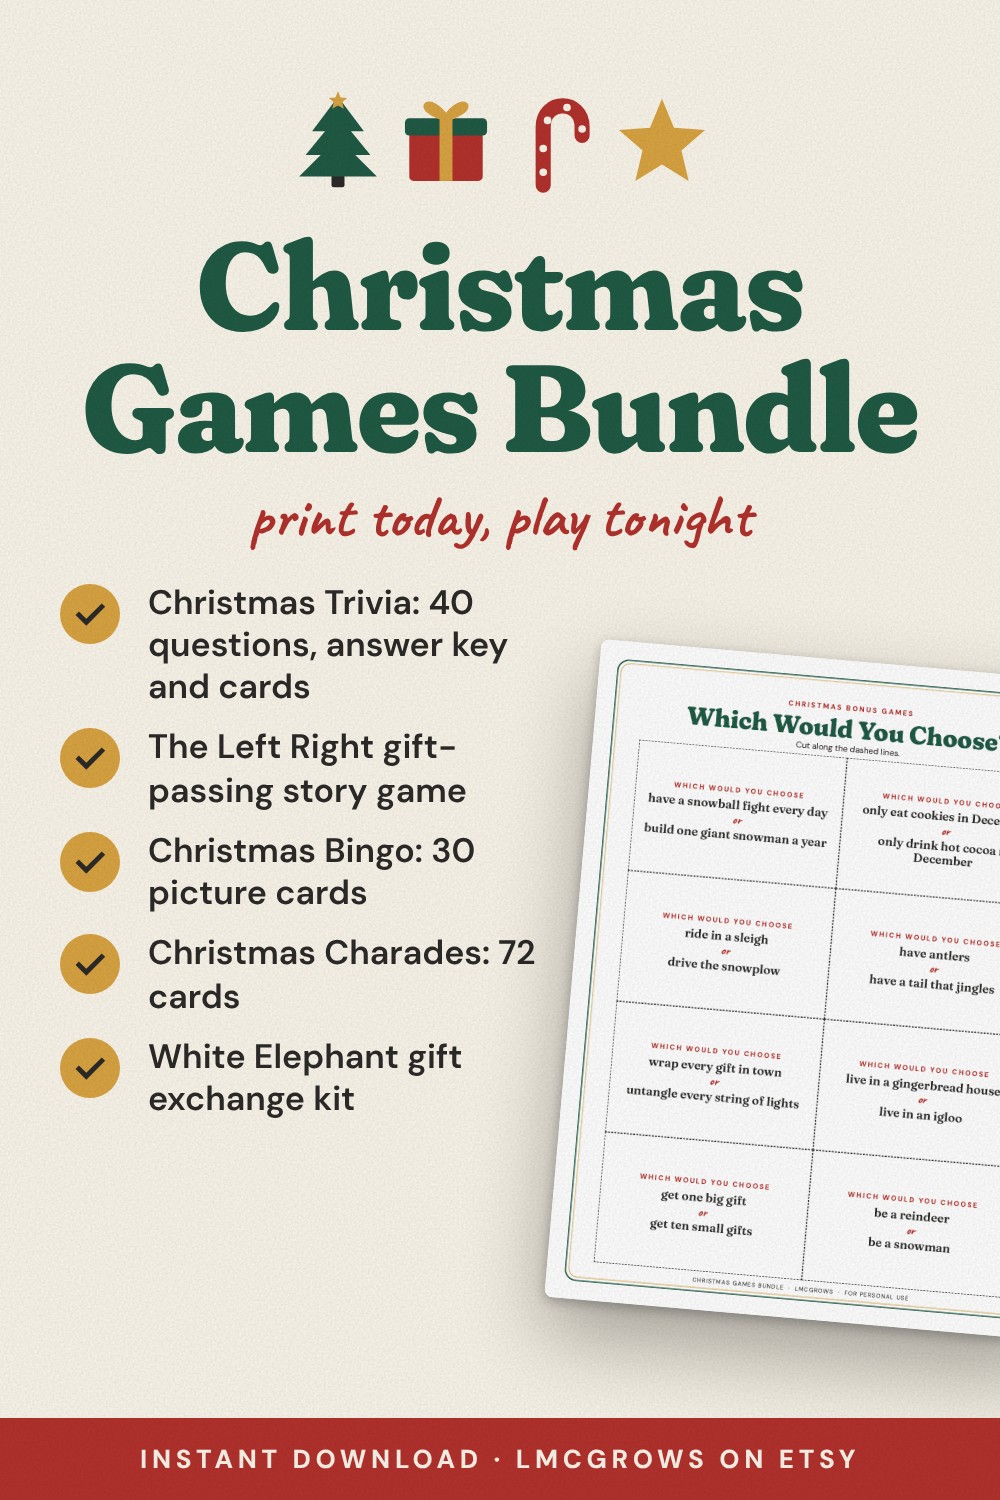 Christmas
Games Bundle
print today, play tonight
Christmas Trivia: 40
questions, answer key
and cards
The Left Right gift-
passing story game
Christmas Bingo: 30
picture cards
Christmas Charades: 72
cards
White Elephant gift
exchange kit
CHRISTMAS BONUS GAMES
Which Would You Choose?
Cut along the dashed lines.
WHICH WOULD YOU CHOOSE
have a snowball fight every day
or
build one giant snowman a year
WHICH WOULD YOU
only eat cookies in
or
only drink hot cocoa
December
WHICH WOULD YOU CHOOSE
ride in a sleigh
or
drive the snowplow
WHICH WOULD YOU CHOOSE
have antlers
or
have a tail that jingles
WHICH WOULD YOU CHOOSE
wrap every gift in town
or
untangle every string of lights
WHICH WOULD YOU CHOOSE
live in a gingerbread house
or
live in an igloo
WHICH WOULD YOU CHOOSE
get one big gift
or
get ten small gifts
WHICH WOULD YOU CHOOSE
be a reindeer
or
be a snowman
CHRISTMAS GAMES BUNDLE · LMCGROWS · FOR PERSONAL USE
INSTANT DOWNLOAD · LMCGROWS ON ETSY